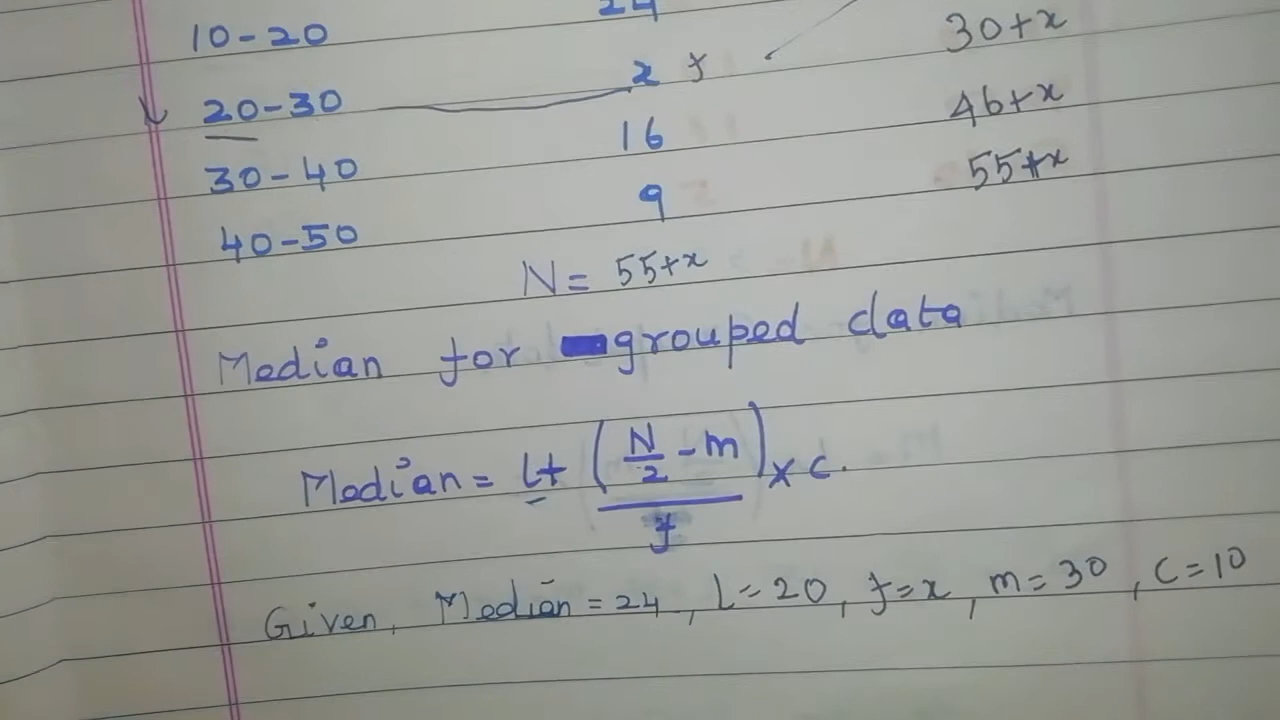 10-20 24 30+x
20-30 x f 46+x
30-40 16 55+x
40-50 9
N= 55+x
Median for grouped data
Median = l+ (N/2 - m)/f × c.
Given, Median = 24, L=20, f=x, m=30, C=10